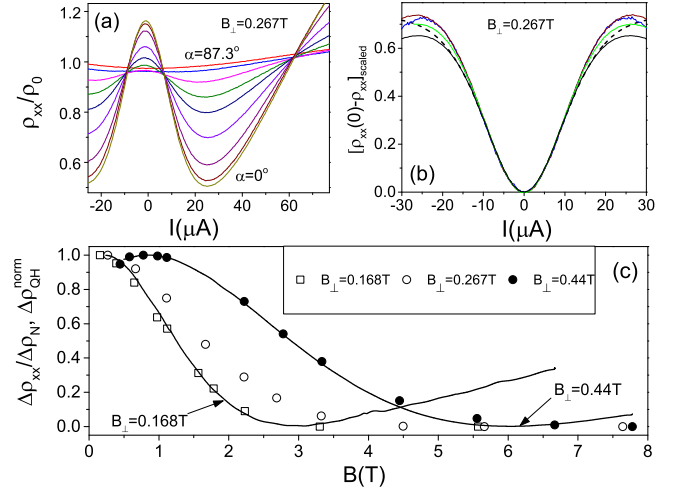 (a)
B⊥=0.267T
α=87.3°
α=0°
ρxx/ρ0
1.2
1.0
0.8
0.6
-20 0 20 40 60
I(μA)
B⊥=0.267T
(b)
[ρxx(0)-ρxx]scaled
0.6
0.4
0.2
0.0
-30 -20 -10 0 10 20 30
I(μA)
(c)
□ B⊥=0.168T ○ B⊥=0.267T ● B⊥=0.44T
B⊥=0.168T
B⊥=0.44T
Δρxx/ΔρN, ΔρQHnorm
1.0
0.8
0.6
0.4
0.2
0.0
0 1 2 3 4 5 6 7 8
B(T)